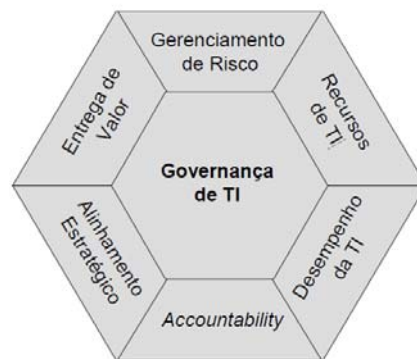 Gerenciamento
de Risco
Recursos
de TI
Desempenho
da TI
Accountability
Alinhamento
Estratégico
Entrega de
Valor
Governança
de TI